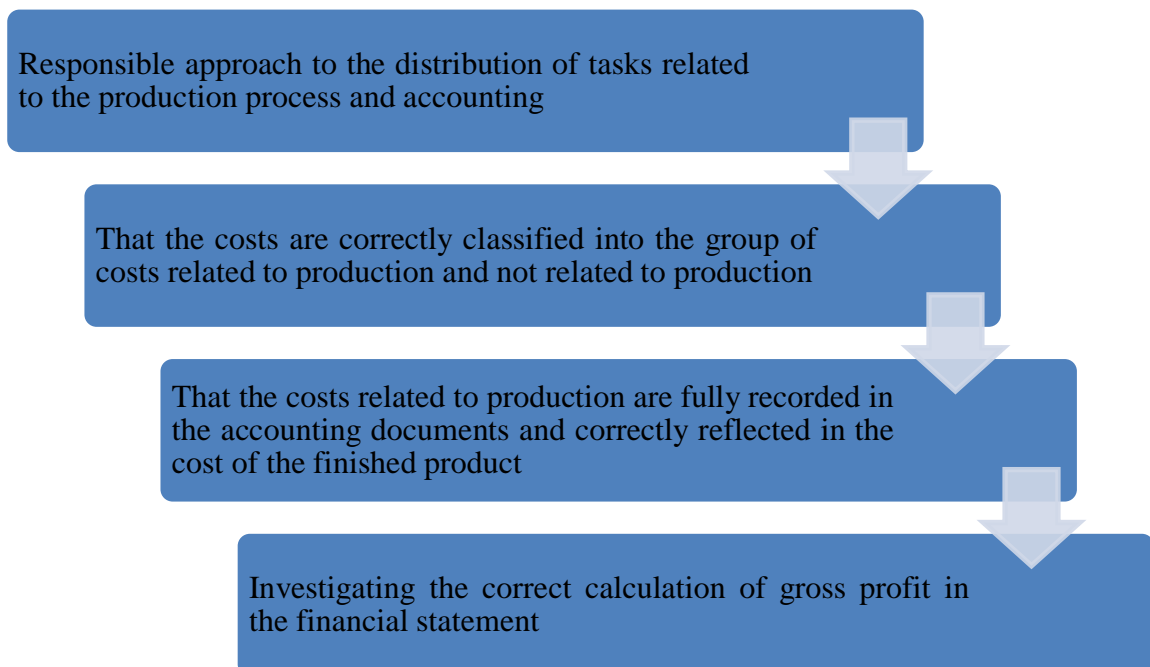 Responsible approach to the distribution of tasks related
to the production process and accounting
That the costs are correctly classified into the group of
costs related to production and not related to production
That the costs related to production are fully recorded in
the accounting documents and correctly reflected in the
cost of the finished product
Investigating the correct calculation of gross profit in
the financial statement